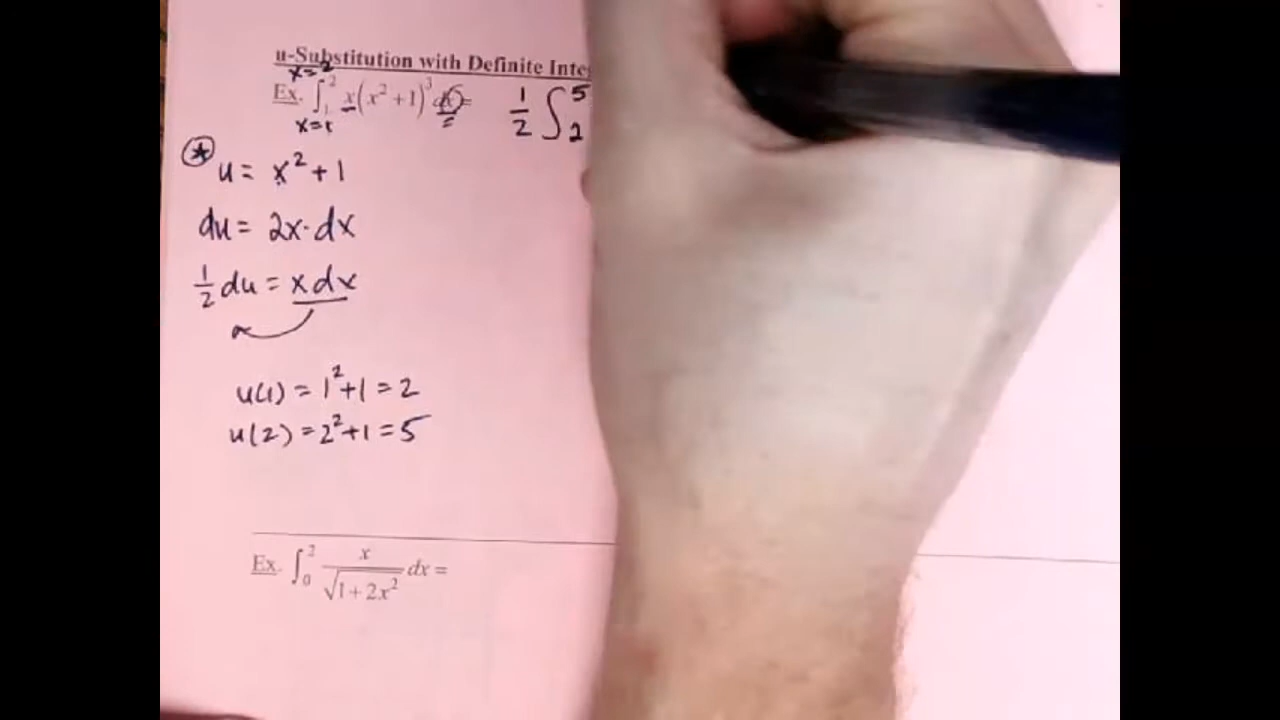 u-Substitution with Definite Inte
x=2
Ex. ∫₁² x(x² + 1)³ dx = 1/2 ∫₂⁵
x=1
u = x² + 1
du = 2x·dx
1/2 du = x dx
u(1) = 1² + 1 = 2
u(2) = 2² + 1 = 5
Ex. ∫₀² x/√(1 + 2x²) dx =